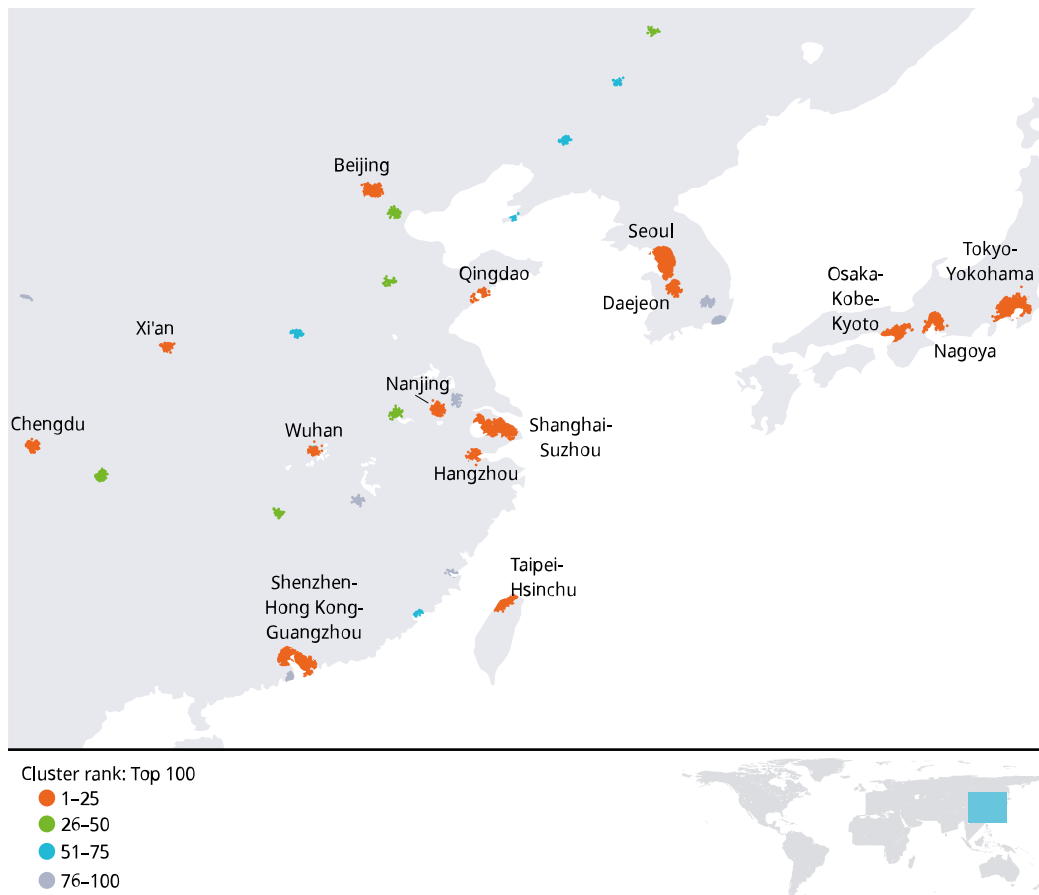 Beijing
Seoul
Qingdao
Tokyo-
Yokohama
Osaka-
Kobe-
Kyoto
Daejeon
Xi'an
Nagoya
Nanjing
Chengdu
Wuhan
Shanghai-
Suzhou
Hangzhou
Taipei-
Hsinchu
Shenzhen-
Hong Kong-
Guangzhou
Cluster rank: Top 100
1–25
26–50
51–75
76–100